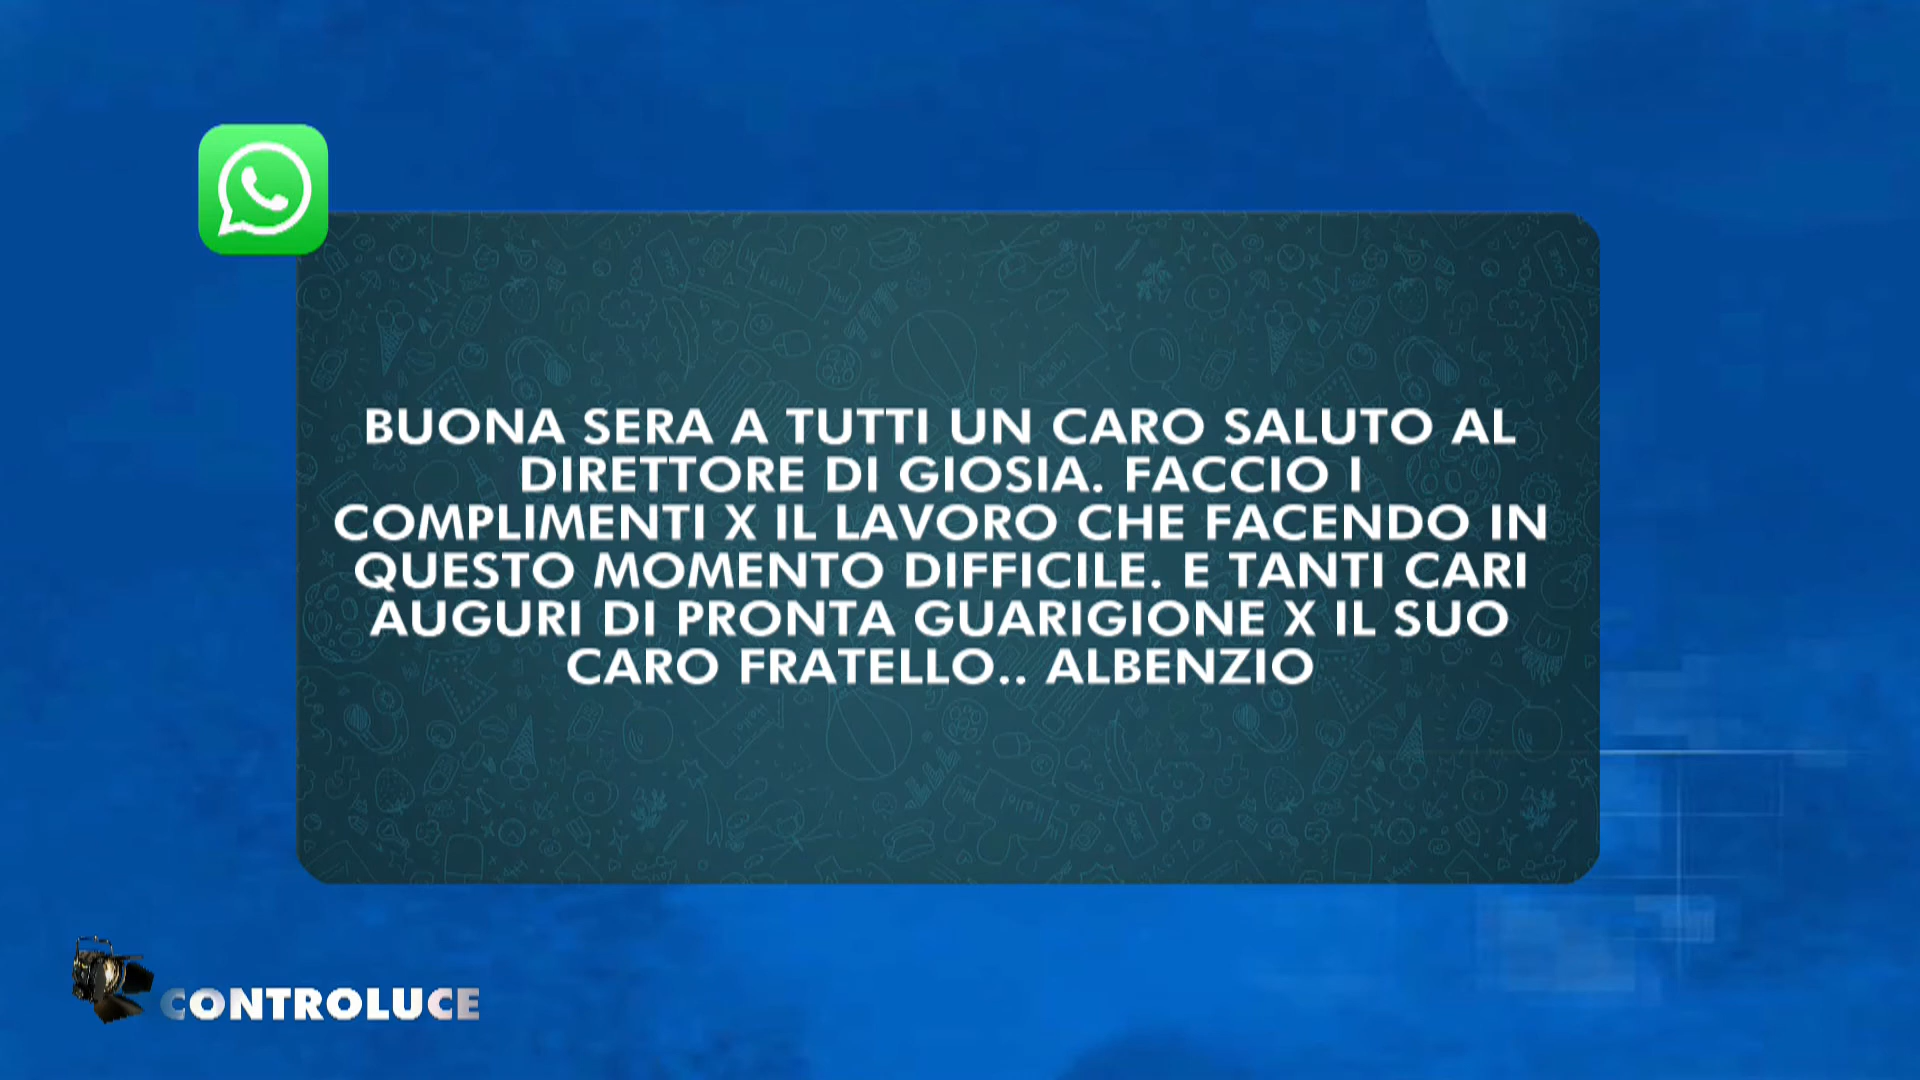 BUONA SERA A TUTTI UN CARO SALUTO AL
DIRETTORE DI GIOSIA. FACCIO I
COMPLIMENTI X IL LAVORO CHE FACENDO IN
QUESTO MOMENTO DIFFICILE. E TANTI CARI
AUGURI DI PRONTA GUARIGIONE X IL SUO
CARO FRATELLO.. ALBENZIO
CONTROLUCE